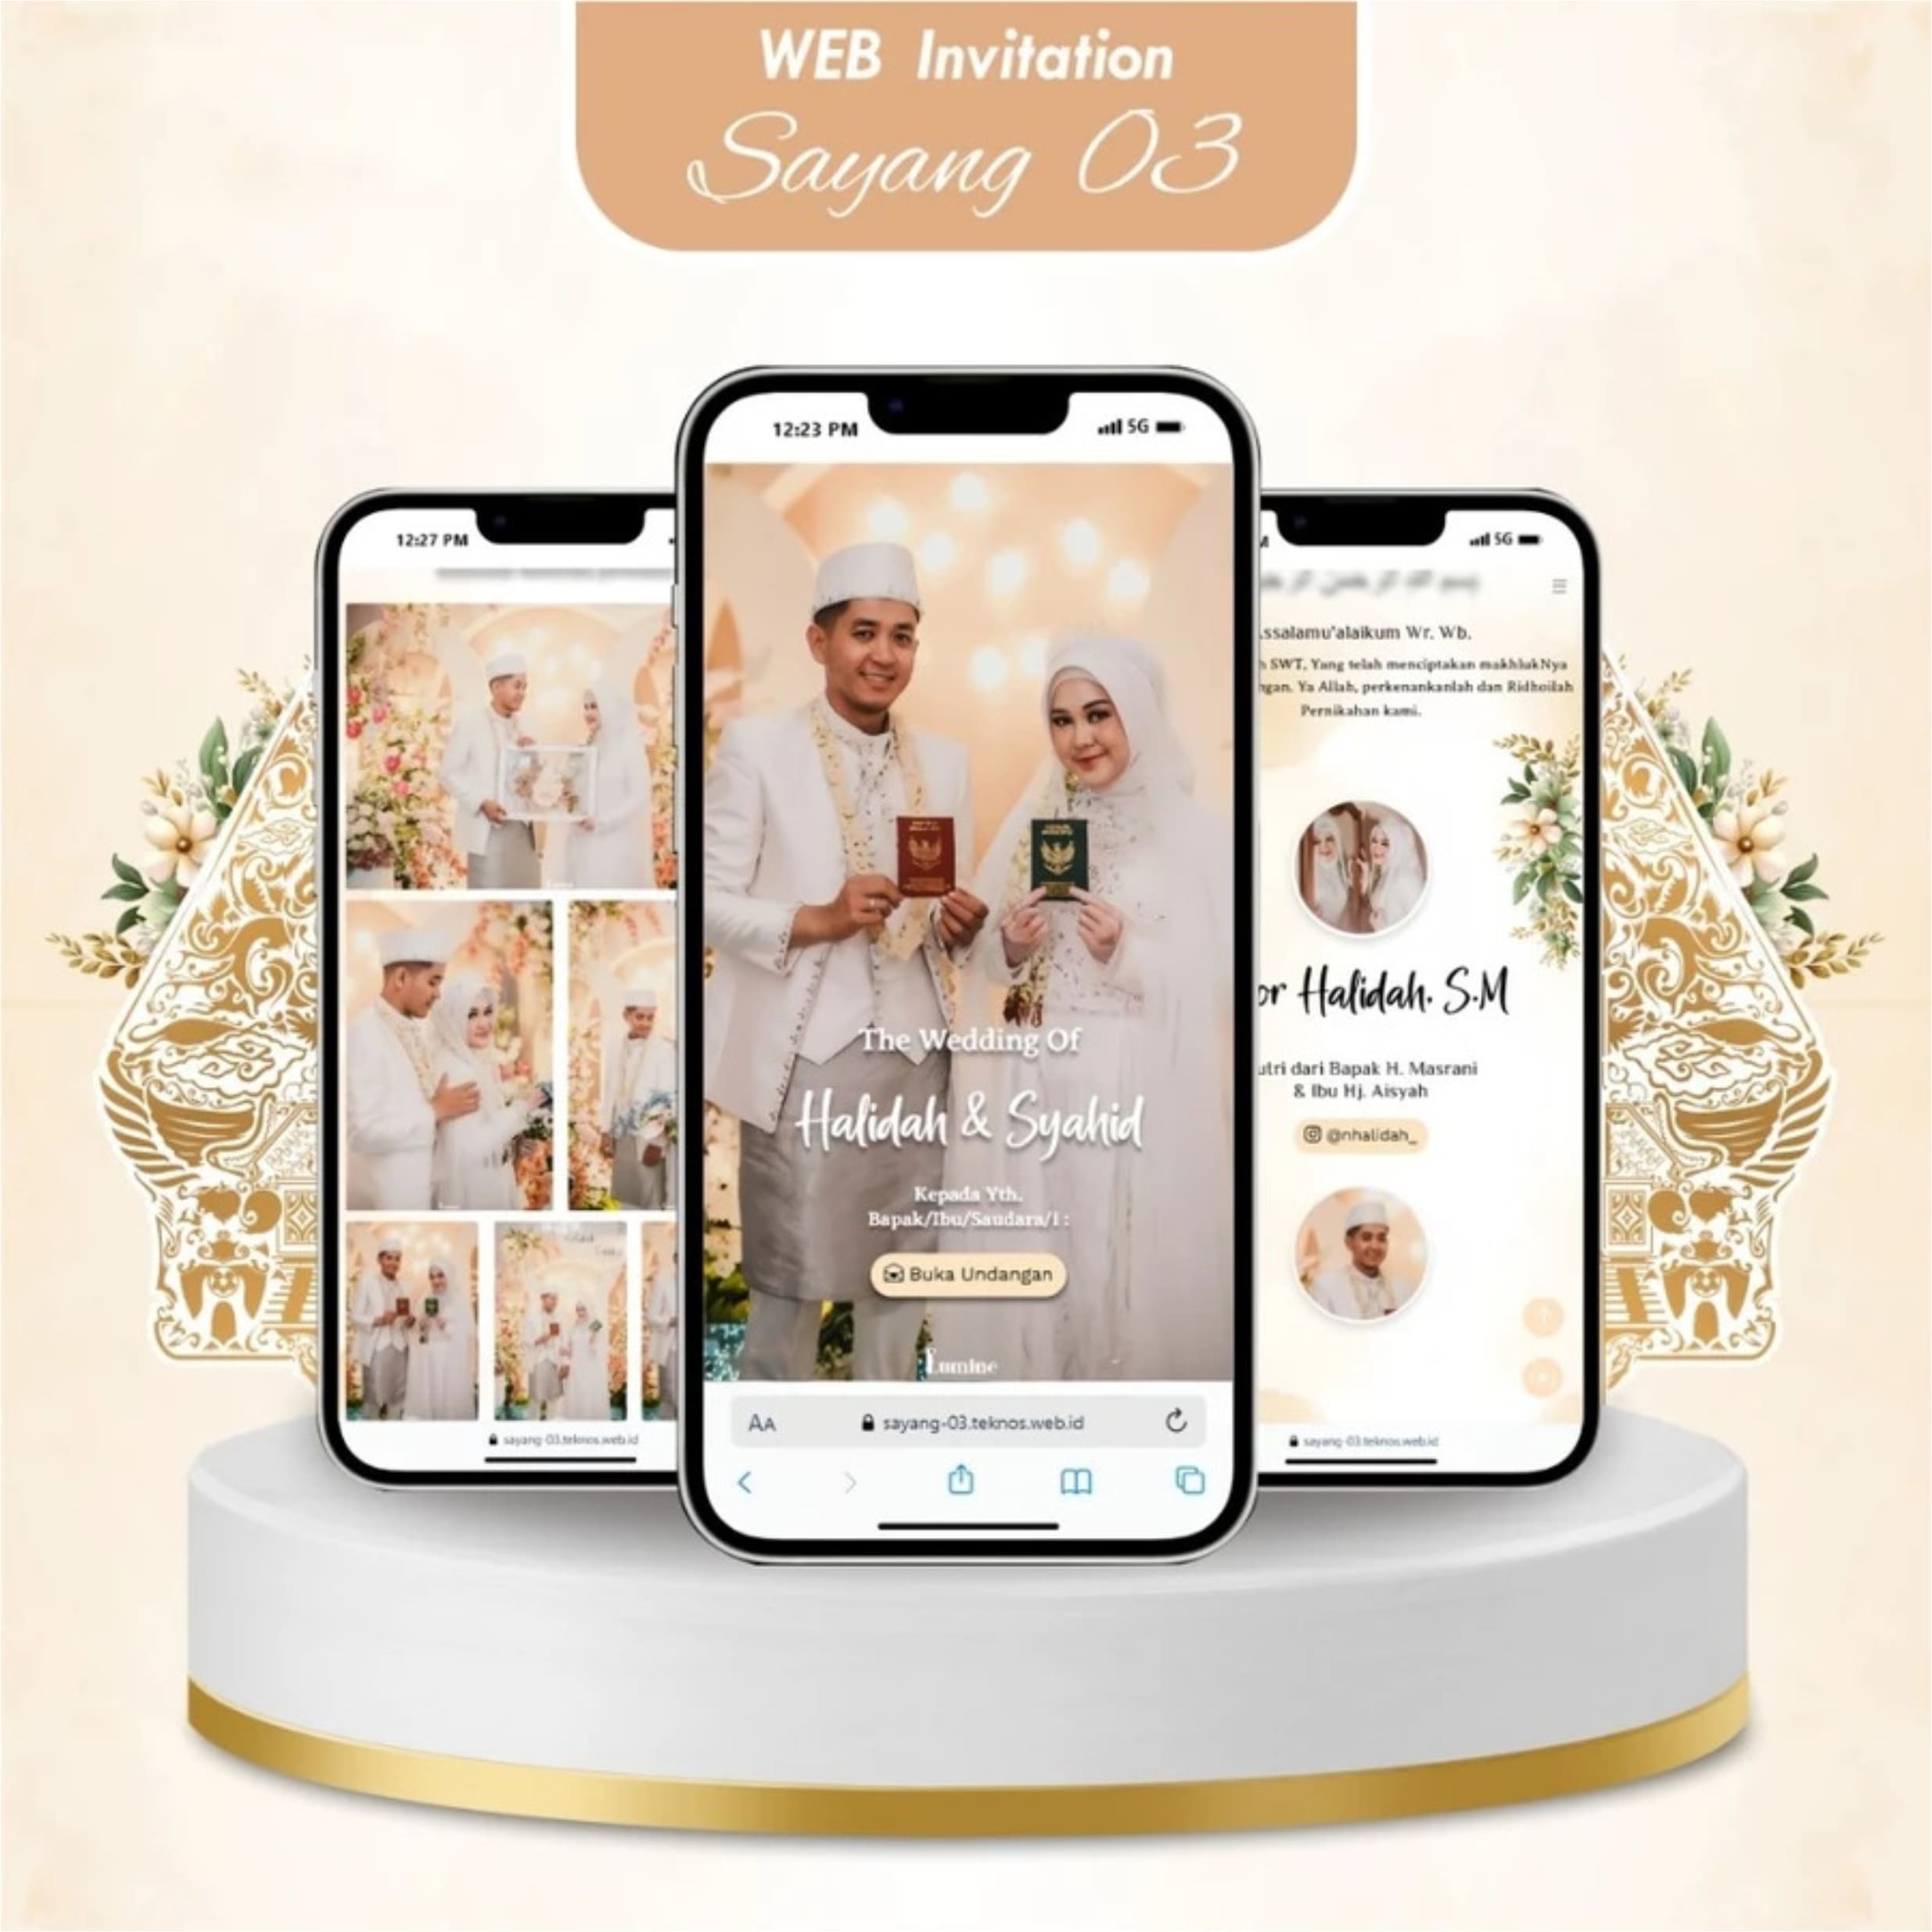 WEB Invitation
Sayang 03
12:27 PM
sayang-03.teknos.web.id
12:23 PM
5G
The Wedding Of
Halidah & Syahid
Kepada Yth.
Bapak/Ibu/Saudara/i :
Buka Undangan
Lumine
AA
sayang-03.teknos.web.id
5G
ssalamu'alaikum Wr. Wb.
SWT, Yang telah menciptakan makhlukNya
ngan. Ya Allah, perkenankanlah dan Ridhoilah
Pernikahan kami.
or Halidah. S.M
utri dari Bapak H. Masrani
& Ibu Hj. Aisyah
@nhalidah_
sayang-03.teknos.web.id